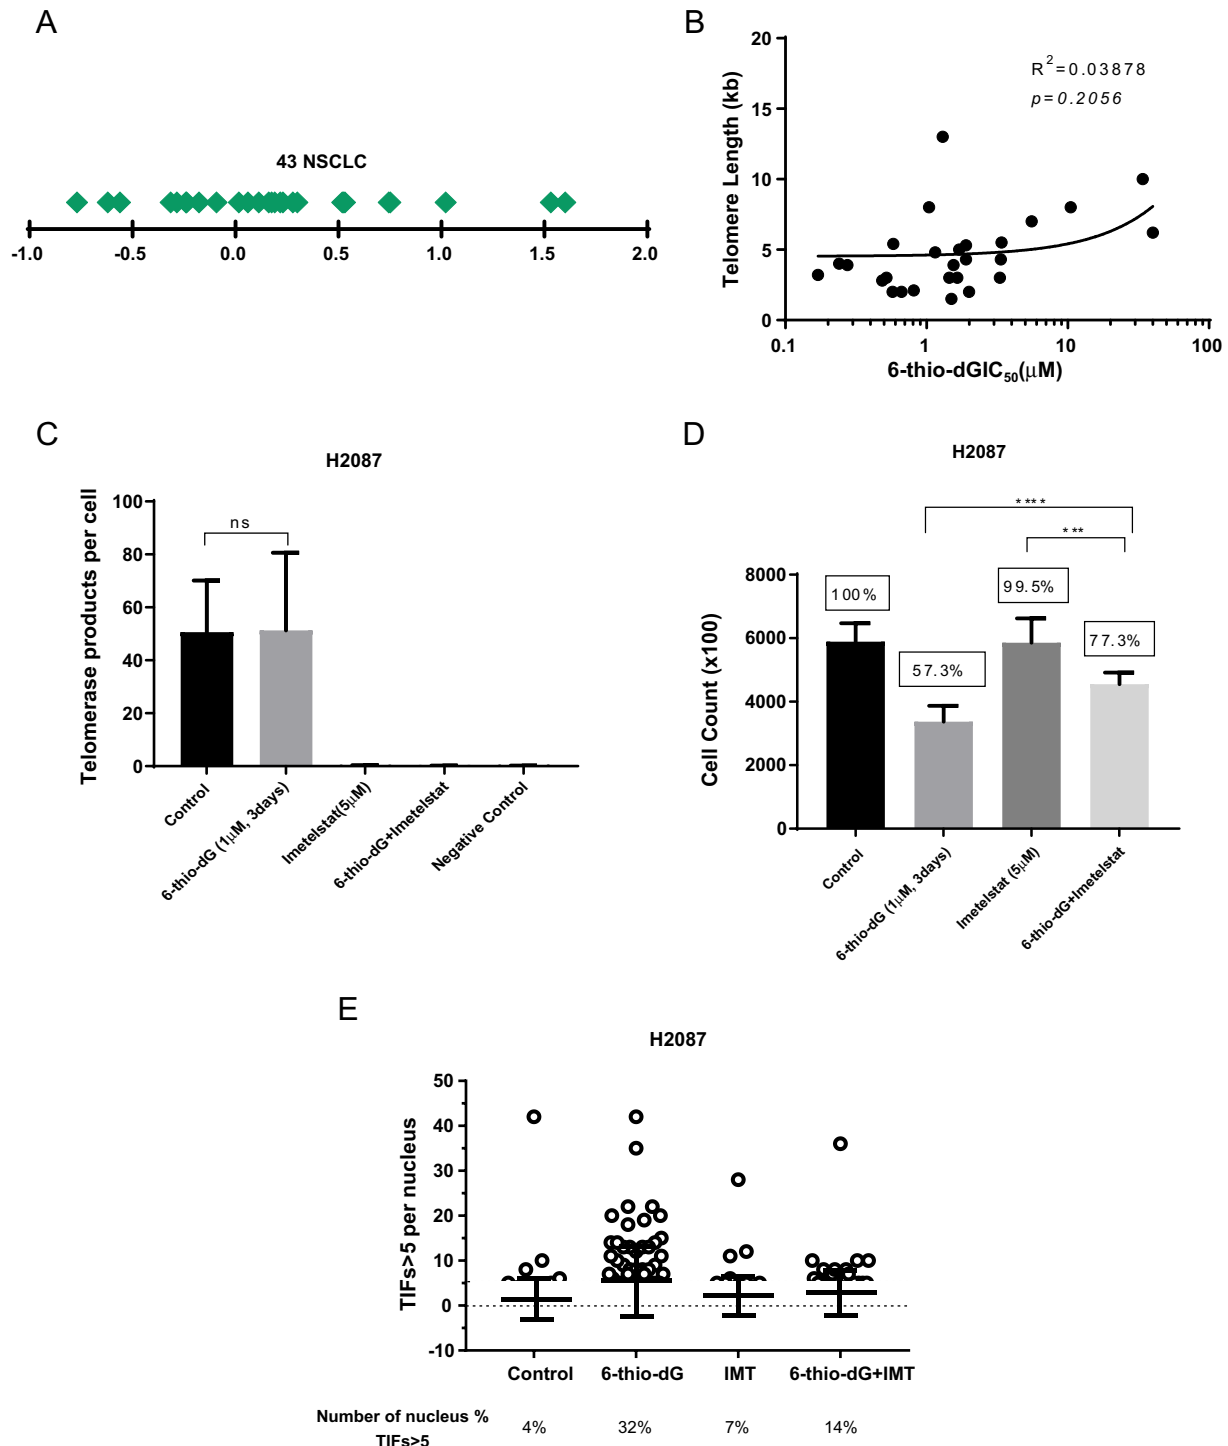 A
43 NSCLC
-1.0 -0.5 0.0 0.5 1.0 1.5 2.0
B
Telomere Length (kb)
20
15
10
5
0
R2=0.03878
p=0.2056
0.1 1 10 100
6-thio-dGIC50(μM)
C
H2087
Telomerase products per cell
100
80
60
40
20
0
ns
Control
6-thio-dG (1μM, 3days)
Imetelstat(5μM)
6-thio-dG+Imetelstat
Negative Control
D
H2087
****
***
Cell Count (x100)
8000
6000
4000
2000
0
100%
57.3%
99.5%
77.3%
Control
6-thio-dG (1μM, 3days)
Imetelstat (5μM)
6-thio-dG+Imetelstat
E
H2087
TIFs>5 per nucleus
50
40
30
20
10
0
-10
Control 6-thio-dG IMT 6-thio-dG+IMT
Number of nucleus % 4% 32% 7% 14%
TIFs>5